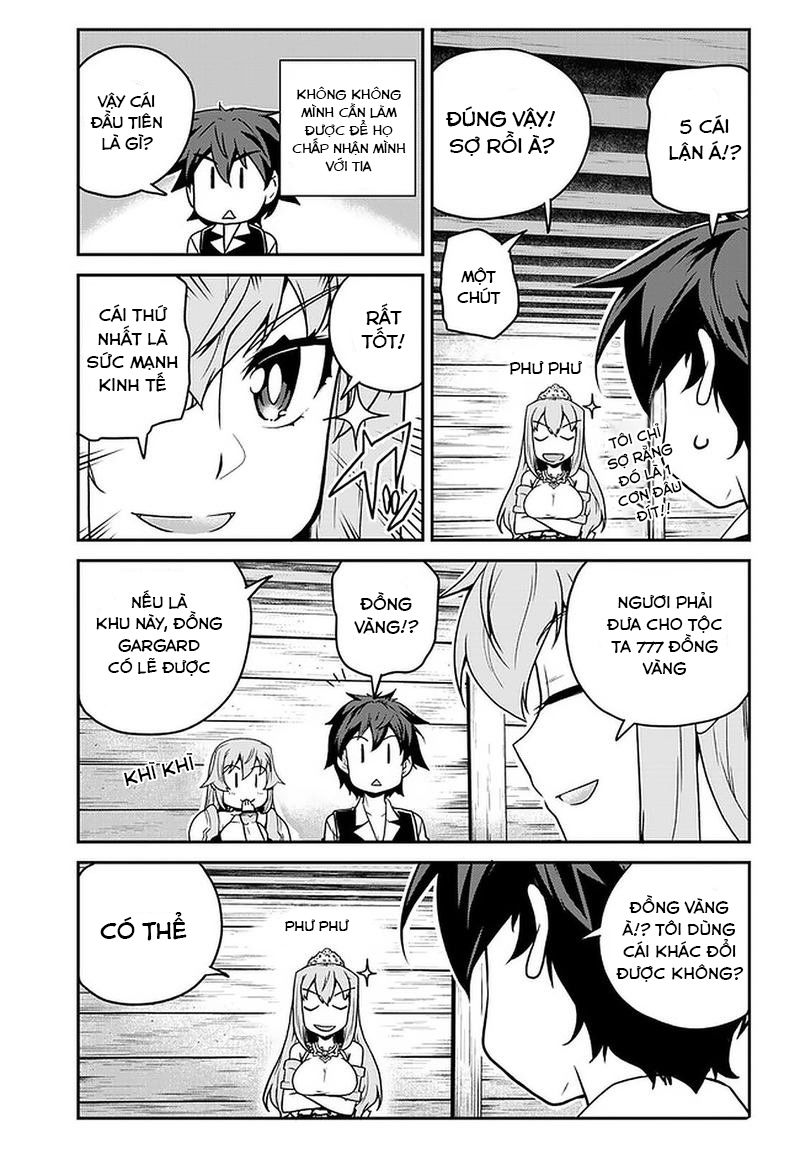 5 CÁI
LẬN Á!?
ĐÚNG VẬY!
SỢ RỒI À?
MỘT
CHÚT
PHƯ PHƯ
TÔI CHỈ
SỢ RẰNG
ĐÓ LÀ 1
CƠN ĐAU
ĐÍT!!
KHÔNG KHÔNG
MÌNH CẦN LÀM
ĐƯỢC ĐỂ HỌ
CHẤP NHẬN MÌNH
VỚI TIA
VẬY CÁI
ĐẦU TIÊN
LÀ GÌ?
RẤT
TỐT!
CÁI THỨ
NHẤT LÀ
SỨC MẠNH
KINH TẾ
NGƯƠI PHẢI
ĐƯA CHO TỘC
TA 777 ĐỒNG
VÀNG
ĐỒNG
VÀNG!?
NẾU LÀ
KHU NÀY, ĐỒNG
GARGARD
CÓ LẼ ĐƯỢC
KHÌ KHÌ
ĐỒNG VÀNG
À!? TÔI DÙNG
CÁI KHÁC ĐỔI
ĐƯỢC KHÔNG?
PHƯ PHƯ
CÓ THỂ